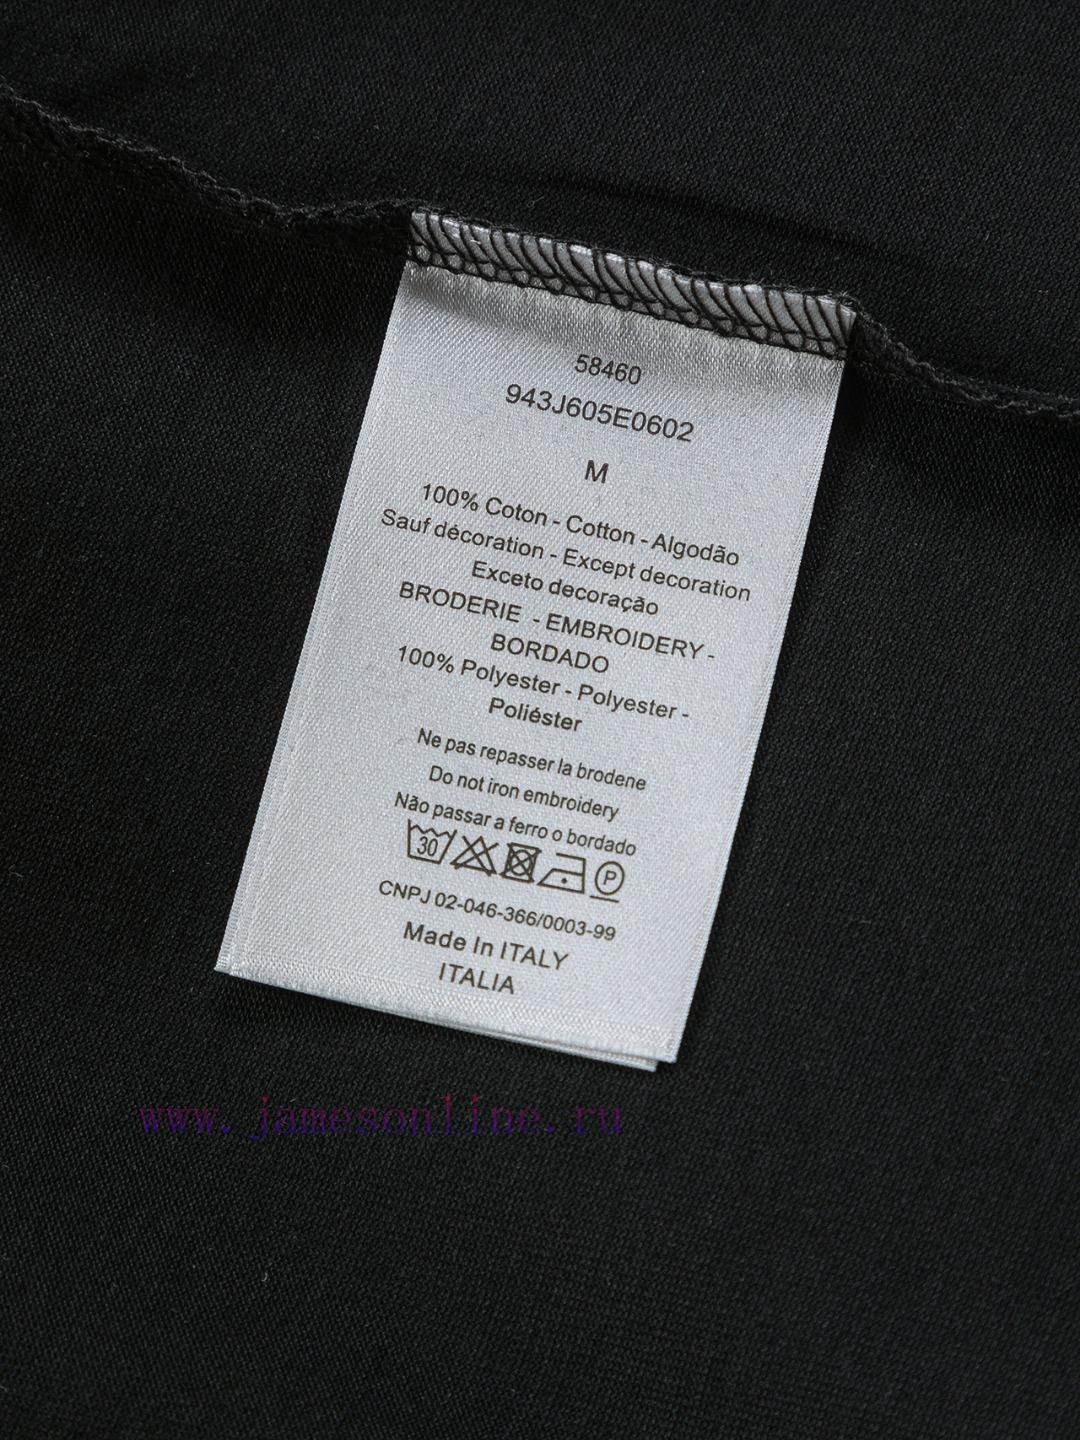 58460
943J605E0602
M
100% Coton - Cotton - Algodão
Sauf décoration - Except decoration
Exceto decoração
BRODERIE - EMBROIDERY -
BORDADO
100% Polyester - Polyester -
Poliéster
Ne pas repasser la brodene
Do not iron embroidery
Não passar a ferro o bordado
30 P
CNPJ 02-046-366/0003-99
Made In ITALY
ITALIA
www.jamesonline.ru